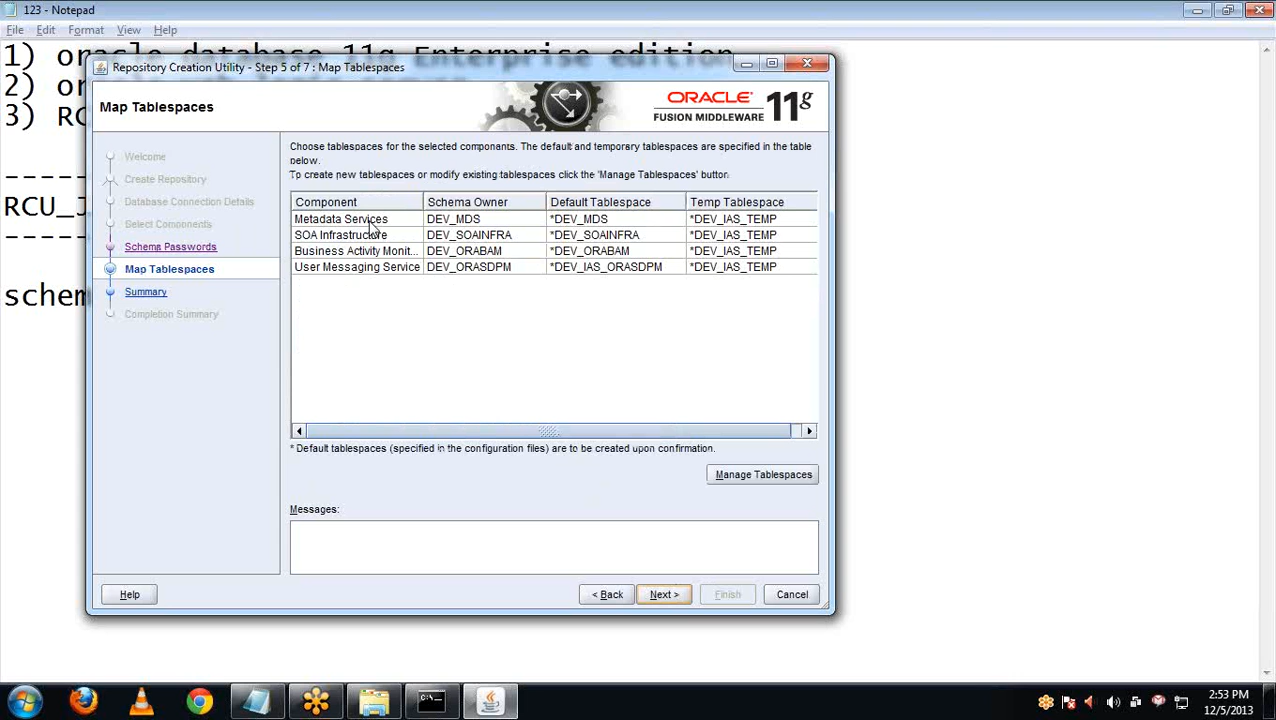 123 - Notepad
File Edit Format View Help
1) oracle database 11g Enterprise edition
2) or
3) RC
RCU_
schem
Repository Creation Utility - Step 5 of 7 : Map Tablespaces
Map Tablespaces
ORACLE
FUSION MIDDLEWARE 11g
Welcome
Create Repository
Database Connection Details
Select Components
Schema Passwords
Map Tablespaces
Summary
Completion Summary
Choose tablespaces for the selected componants. The default and temporary tablespaces are specified in the table
below.
To create new tablespaces or modify existing tablespaces click the 'Manage Tablespaces' button.
Component Schema Owner Default Tablespace Temp Tablespace
Metadata Services DEV_MDS *DEV_MDS *DEV_IAS_TEMP
SOA Infrastructure DEV_SOAINFRA *DEV_SOAINFRA *DEV_IAS_TEMP
Business Activity Monit... DEV_ORABAM *DEV_ORABAM *DEV_IAS_TEMP
User Messaging Service DEV_ORASDPM *DEV_IAS_ORASDPM *DEV_IAS_TEMP
* Default tablespaces (specified in the configuration files) are to be created upon confirmation.
Manage Tablespaces
Messages:
Help < Back Next > Finish Cancel
2:53 PM
12/5/2013